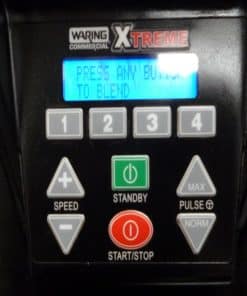 WARING
COMMERCIAL
XTREME
PRESS ANY BUTTON
TO BLEND
1 2 3 4
+ MAX
SPEED STANDBY PULSE
- NORM
START/STOP